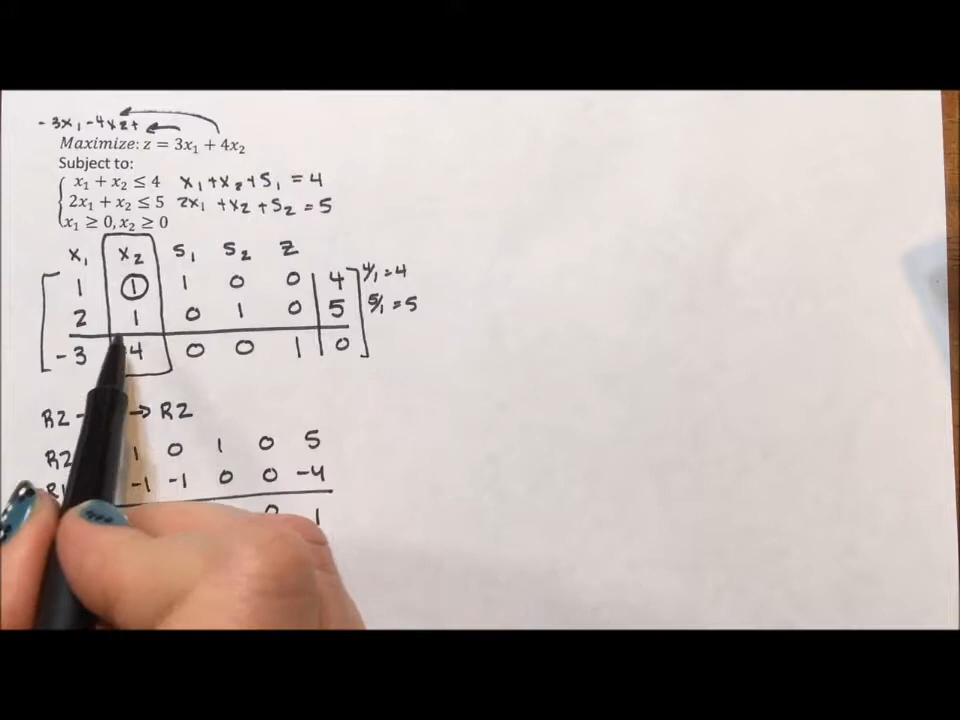 - 3x₁ - 4x₂ +
Maximize: z = 3x₁ + 4x₂
Subject to:
x₁ + x₂ ≤ 4 x₁ + x₂ + S₁ = 4
2x₁ + x₂ ≤ 5 2x₁ + x₂ + S₂ = 5
x₁ ≥ 0, x₂ ≥ 0
x₁ x₂ S₁ S₂ z
1 1 1 0 0 4 4/1 = 4
2 1 0 1 0 5 5/1 = 5
-3 4 0 0 1 0
R2 - → R2
R2 1 0 1 0 5
R1 -1 -1 0 0 -4
0 1